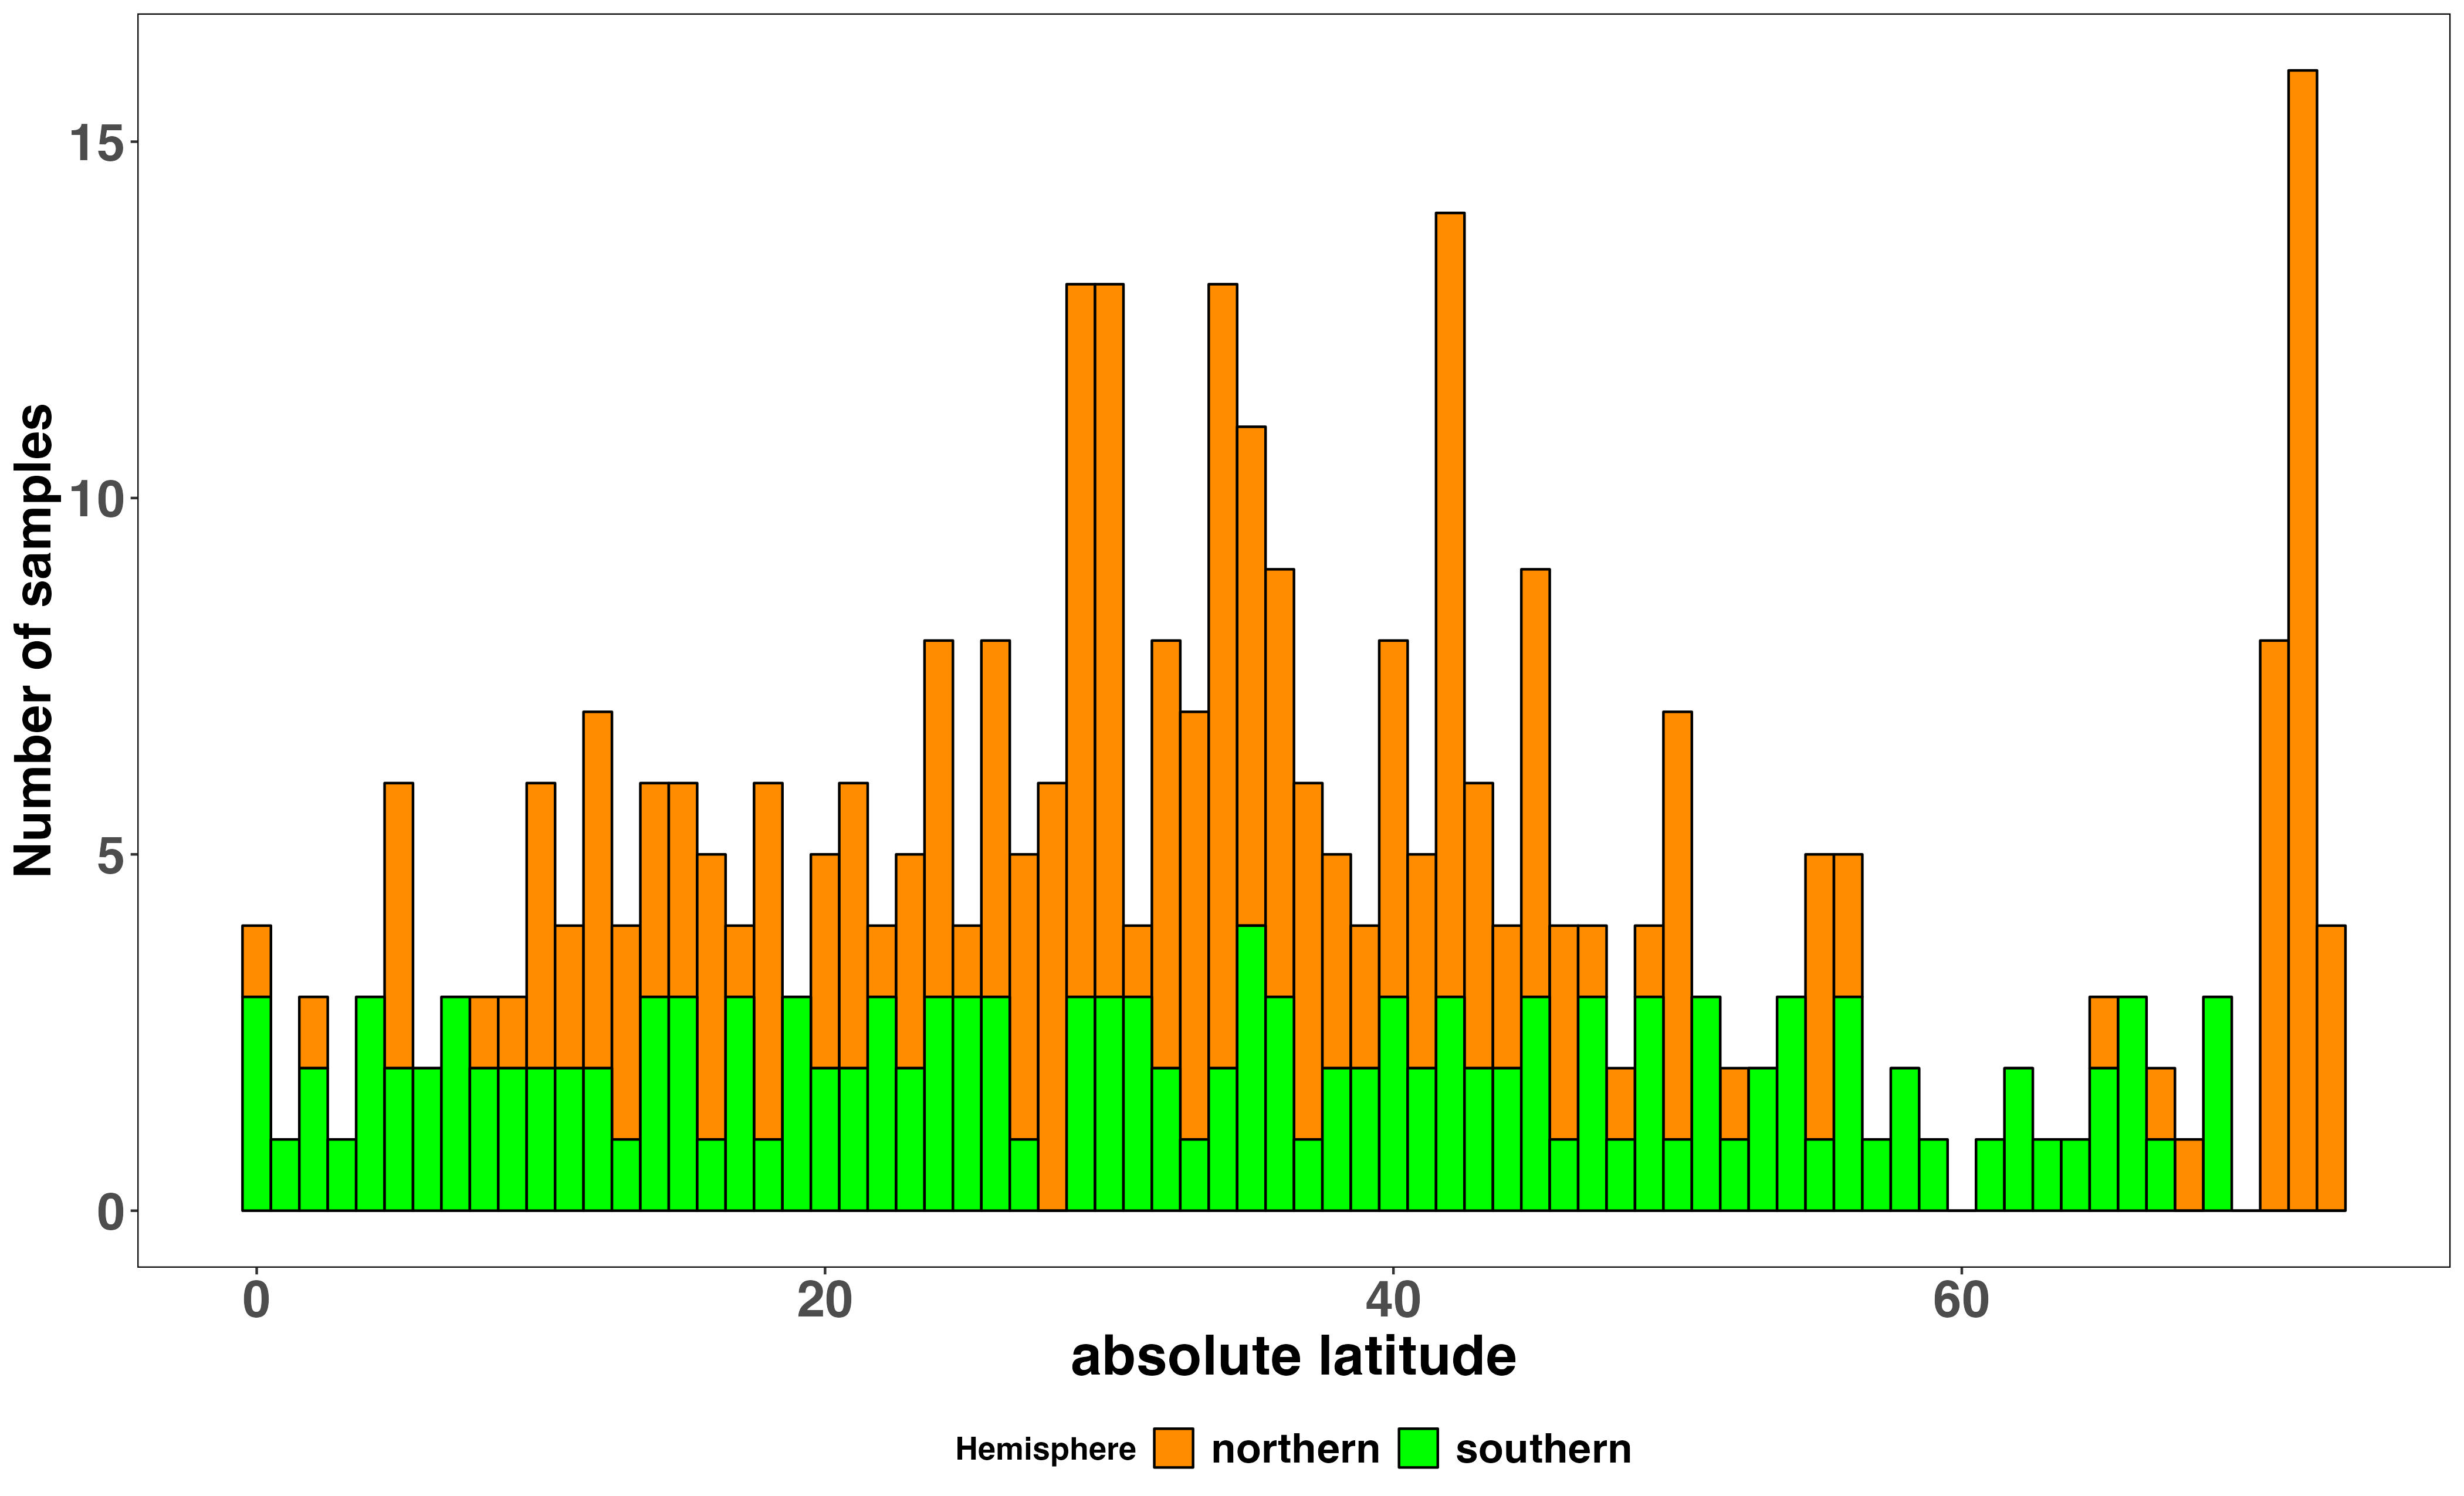 Number of samples
15
10
5
0
0 20 40 60
absolute latitude
Hemisphere northern southern